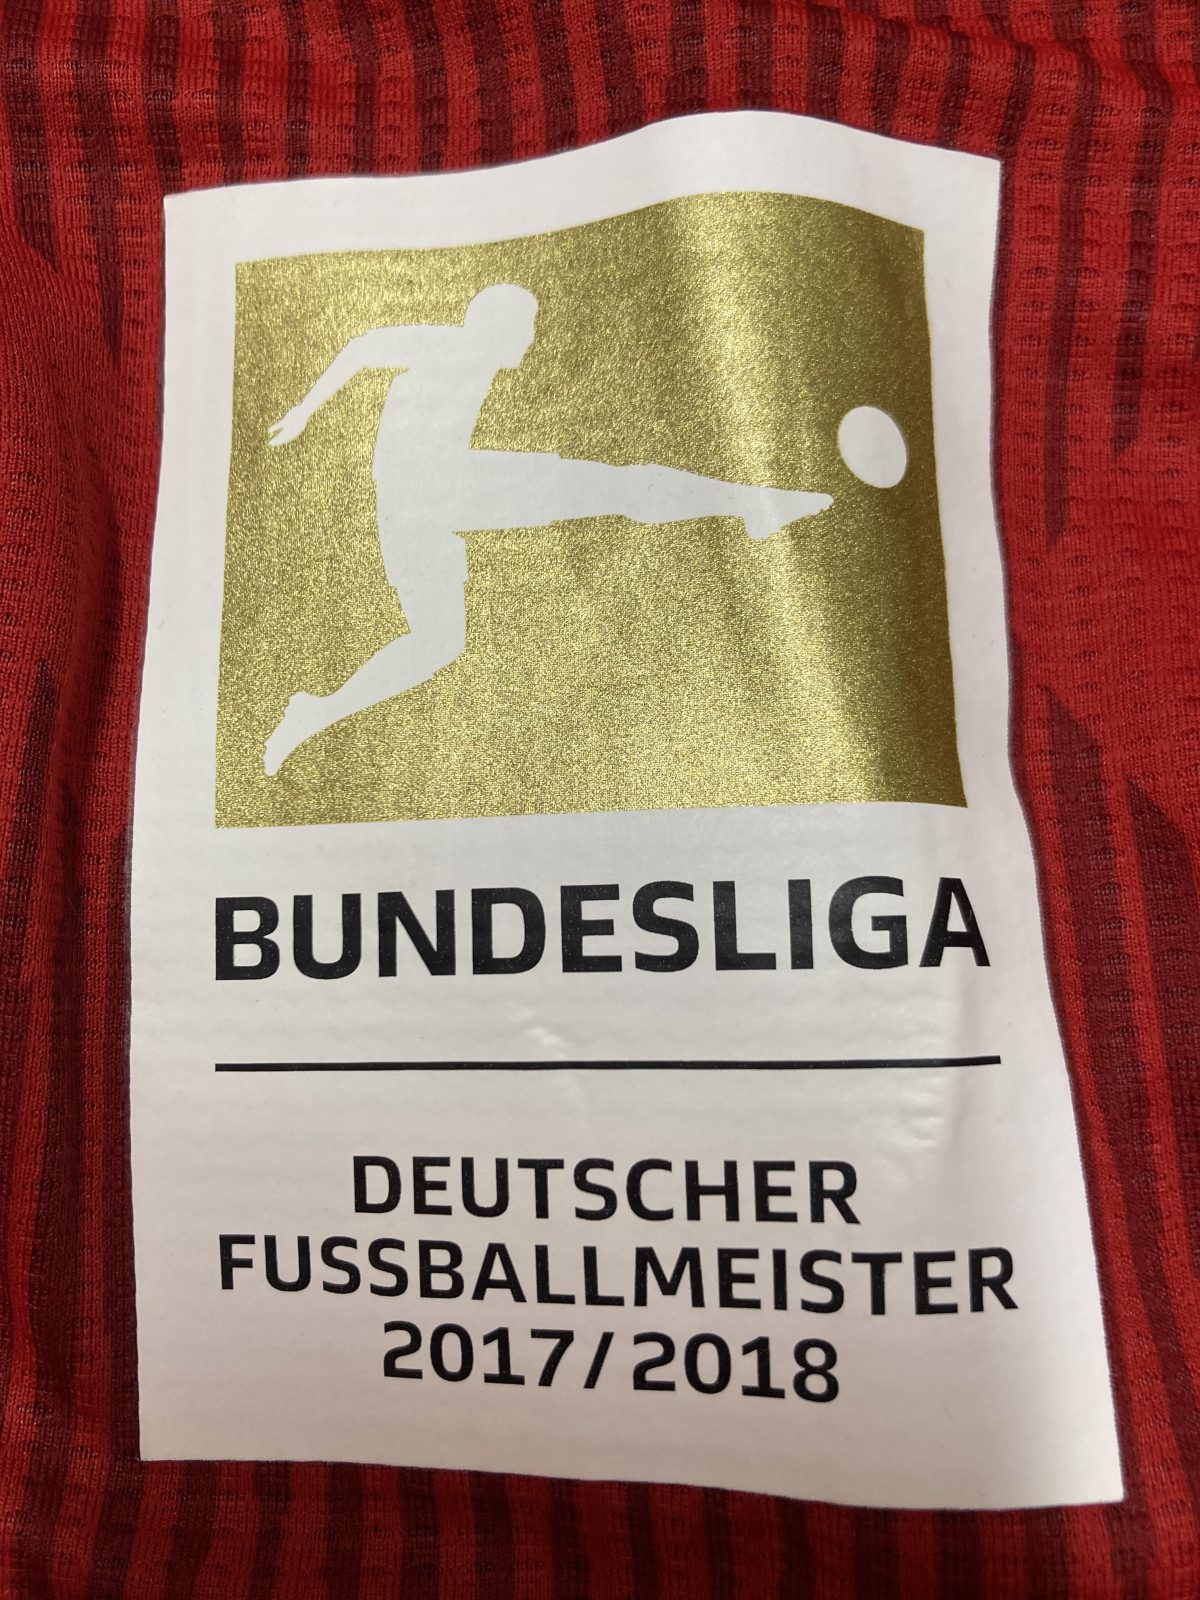 BUNDESLIGA
DEUTSCHER
FUSSBALLMEISTER
2017/2018